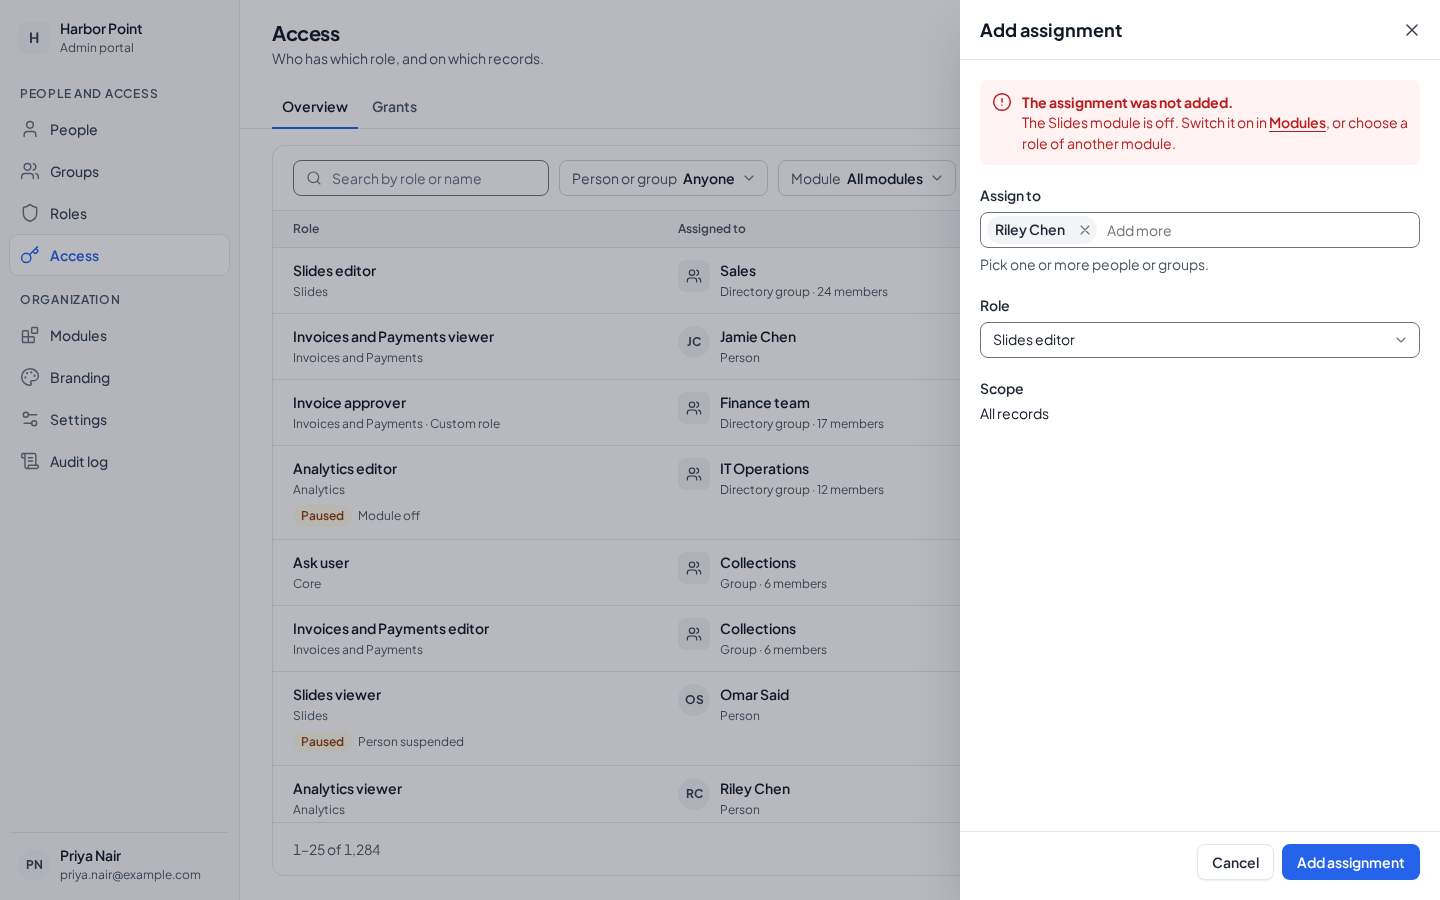 H
Harbor Point
Admin portal
PEOPLE AND ACCESS
People
Groups
Roles
Access
ORGANIZATION
Modules
Branding
Settings
Audit log
PN
Priya Nair
priya.nair@example.com
Access
Who has which role, and on which records.
Overview Grants
Search by role or name
Person or group Anyone
Module All modules
Role Assigned to
Slides editor
Slides
Sales
Directory group · 24 members
Invoices and Payments viewer
Invoices and Payments
JC
Jamie Chen
Person
Invoice approver
Invoices and Payments · Custom role
Finance team
Directory group · 17 members
Analytics editor
Analytics
Paused Module off
IT Operations
Directory group · 12 members
Ask user
Core
Collections
Group · 6 members
Invoices and Payments editor
Invoices and Payments
Collections
Group · 6 members
Slides viewer
Slides
Paused Person suspended
OS
Omar Said
Person
Analytics viewer
Analytics
RC
Riley Chen
Person
1–25 of 1,284
Add assignment
The assignment was not added.
The Slides module is off. Switch it on in Modules, or choose a
role of another module.
Assign to
Riley Chen Add more
Pick one or more people or groups.
Role
Slides editor
Scope
All records
Cancel Add assignment